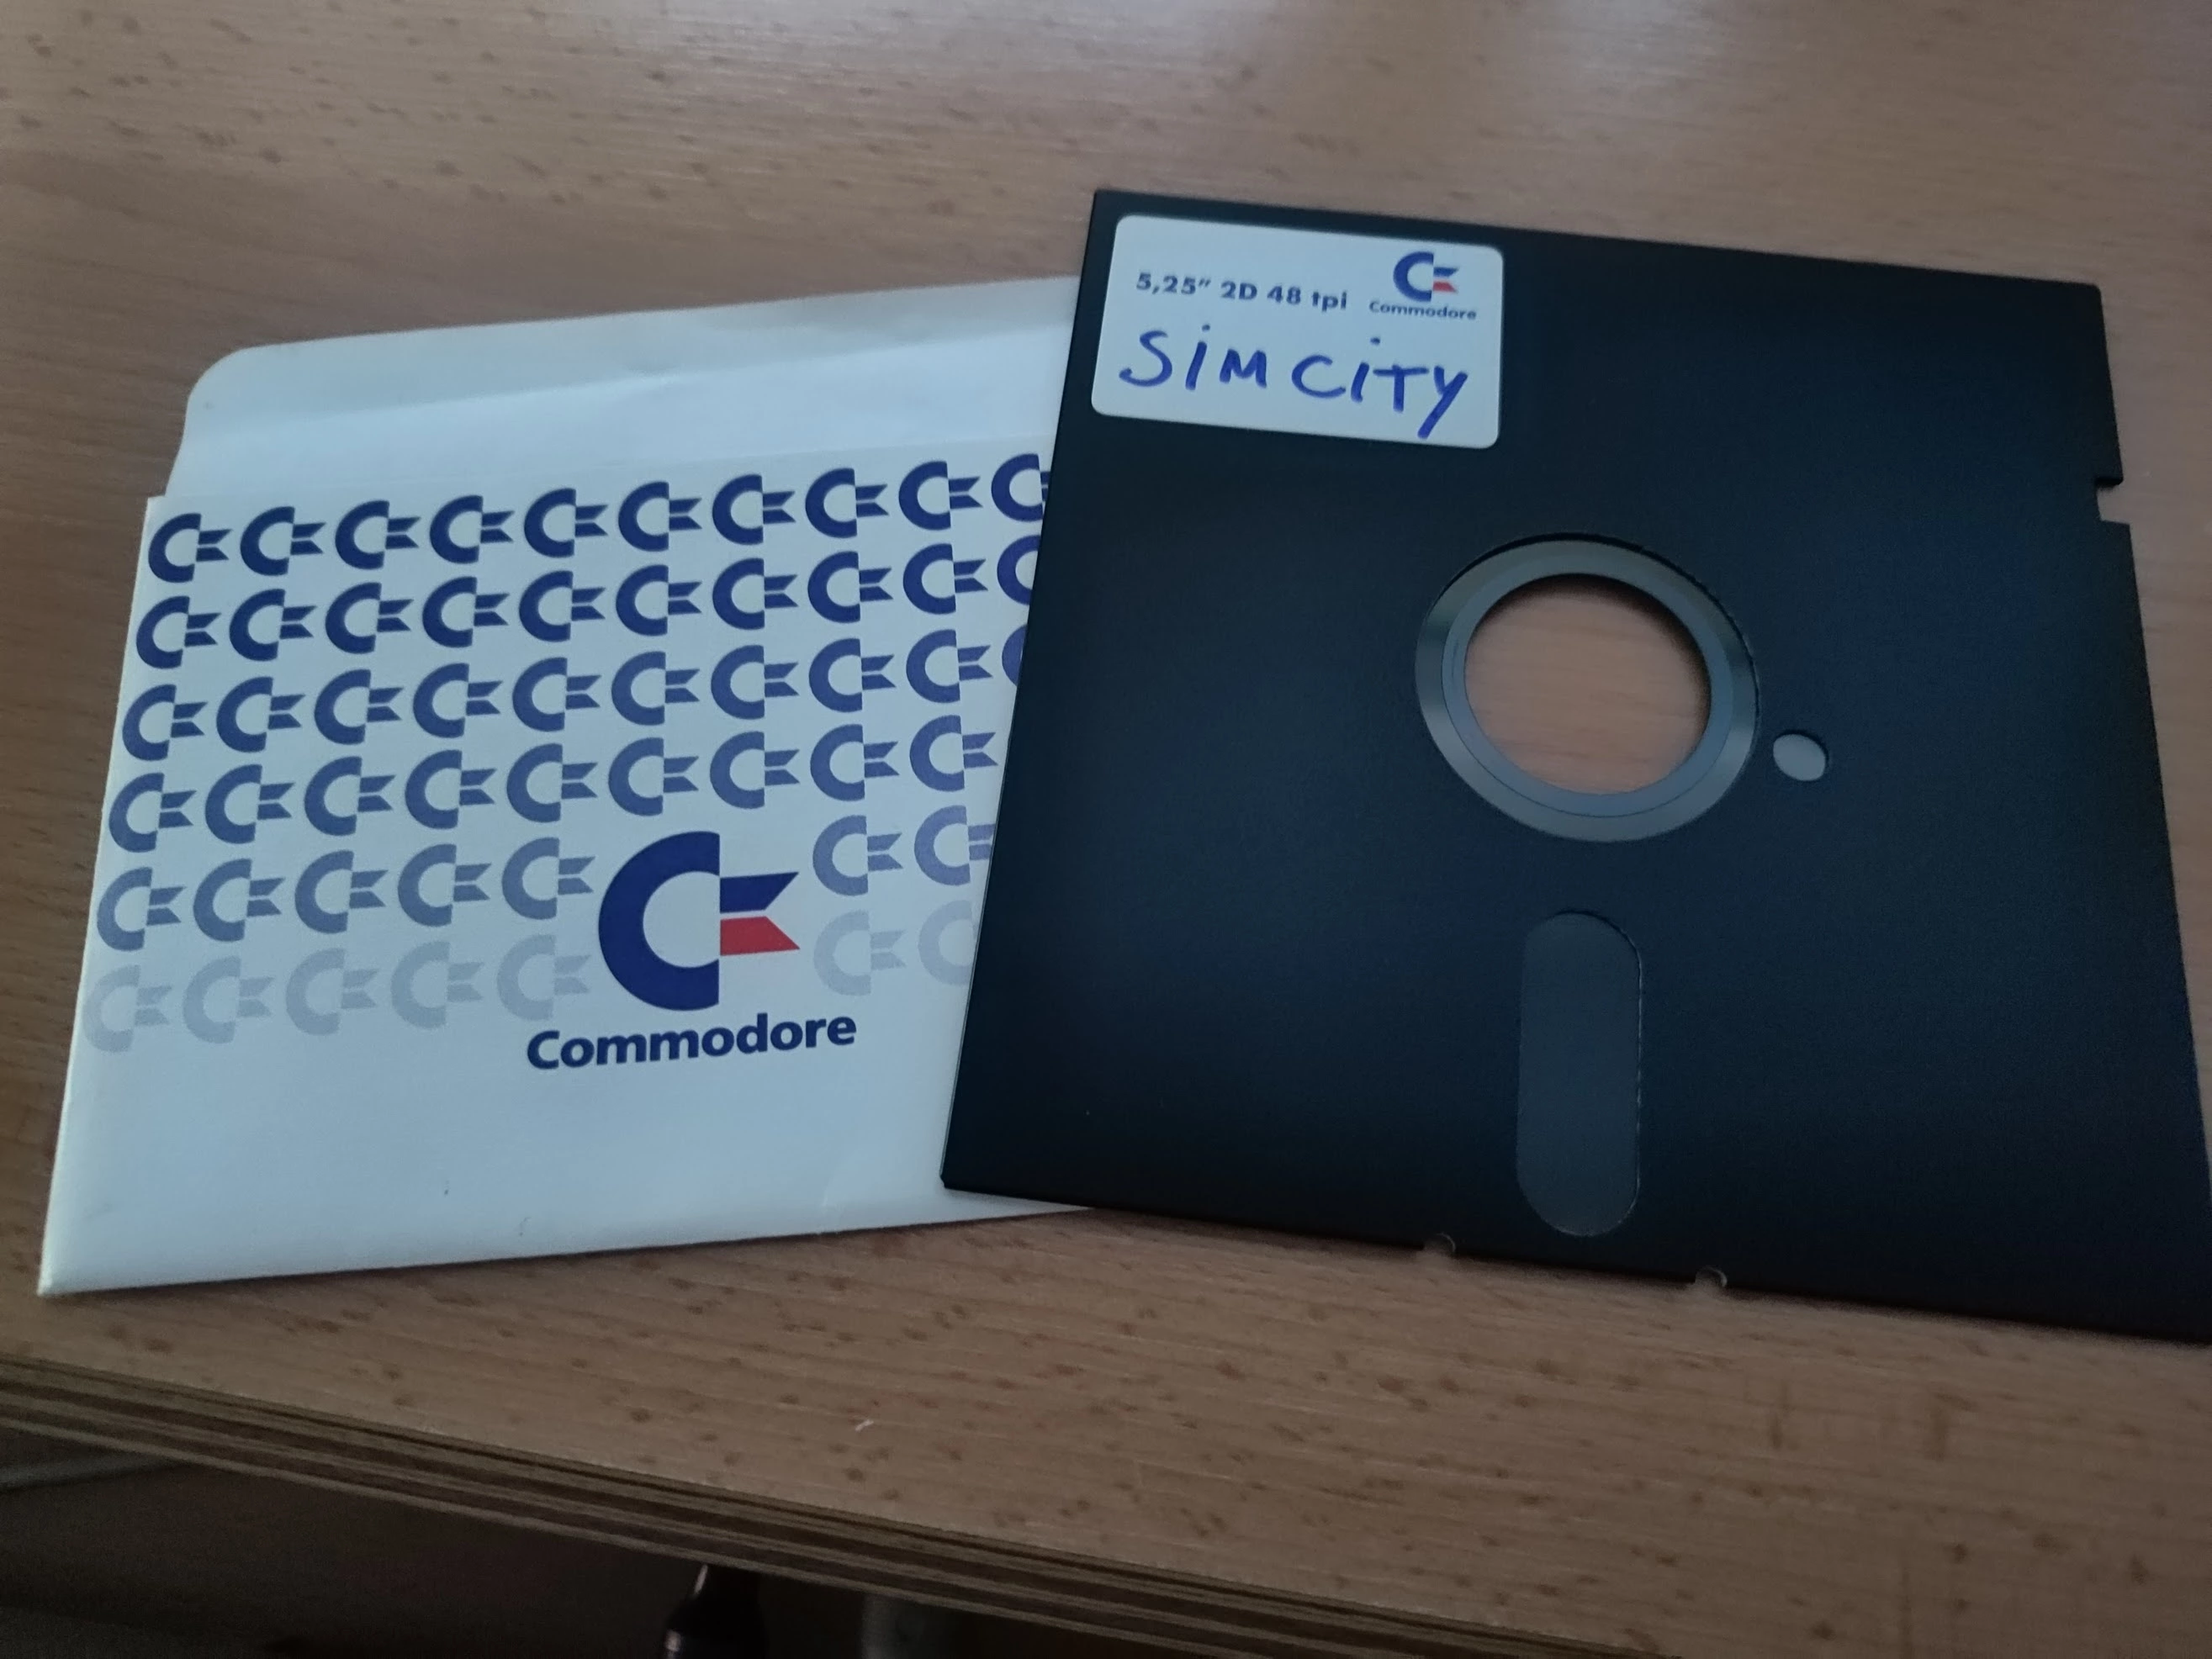 5,25" 2D 48 tpi
Commodore
SiM CiTY
Commodore